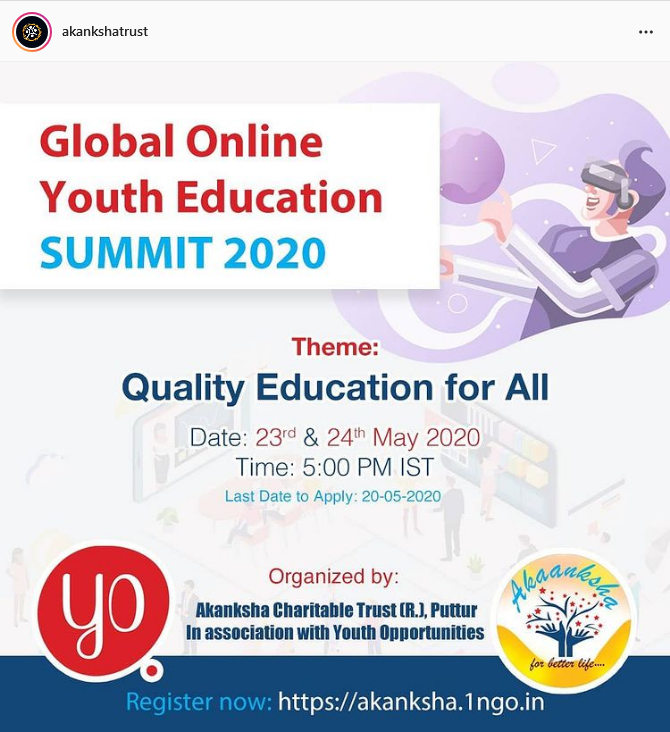 akankshatrust
Global Online
Youth Education
SUMMIT 2020
Theme:
Quality Education for All
Date: 23rd & 24th May 2020
Time: 5:00 PM IST
Last Date to Apply: 20-05-2020
Organized by:
Akanksha Charitable Trust (R.), Puttur
In association with Youth Opportunities
yo
Akaanksha
for better life....
Register now: https://akanksha.1ngo.in